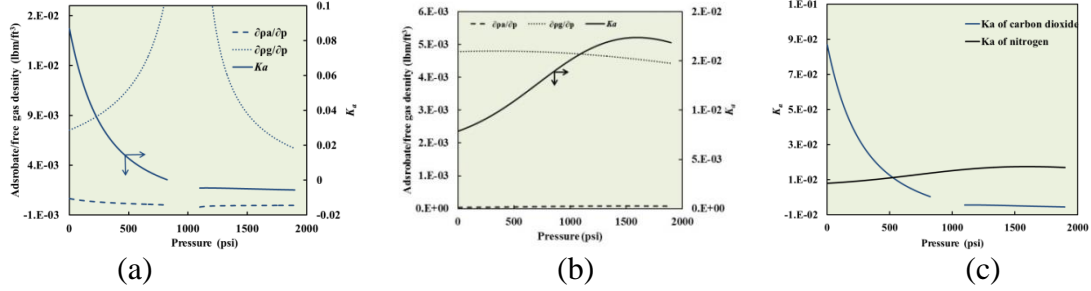 2.E-02
1.E-02
9.E-03
4.E-03
-1.E-03
Adsrobate/free gas desnity (lbm/ft³)
∂ρa/∂p
∂ρg/∂p
Ka
0.1
0.08
0.06
0.04
0.02
0
-0.02
Kₐ
0 500 1000 1500 2000
Pressure (psi)
(a)
6.E-03
5.E-03
4.E-03
3.E-03
2.E-03
1.E-03
0.E+00
Adsrobate/free gas desnity (lbm/ft³)
∂ρa/∂p ∂ρg/∂p Ka
2.E-02
2.E-02
1.E-02
5.E-03
0.E+00
Kₐ
0 500 1000 1500 2000
Pressure (psi)
(b)
1.E-01
9.E-02
7.E-02
5.E-02
3.E-02
1.E-02
-1.E-02
Kₐ
Ka of carbon dioxide
Ka of nitrogen
0 500 1000 1500 2000
Pressure (psi)
(c)